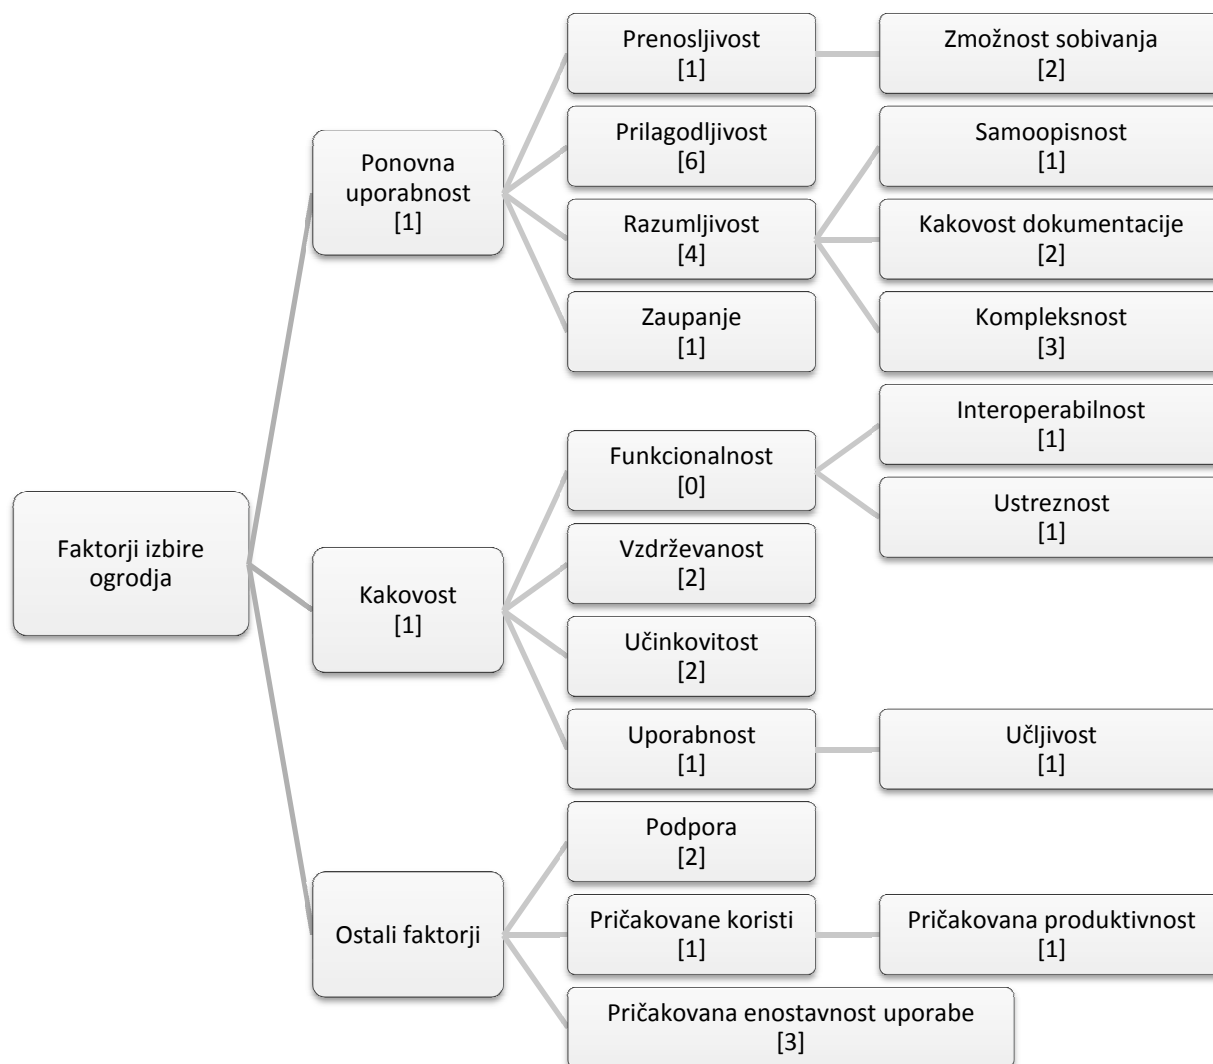 Faktorji izbire
ogrodja
Ponovna
uporabnost
[1]
Prenosljivost
[1]
Zmožnost sobivanja
[2]
Prilagodljivost
[6]
Razumljivost
[4]
Samoopisnost
[1]
Kakovost dokumentacije
[2]
Kompleksnost
[3]
Zaupanje
[1]
Kakovost
[1]
Funkcionalnost
[0]
Interoperabilnost
[1]
Ustreznost
[1]
Vzdrževanost
[2]
Učinkovitost
[2]
Uporabnost
[1]
Učljivost
[1]
Ostali faktorji
Podpora
[2]
Pričakovane koristi
[1]
Pričakovana produktivnost
[1]
Pričakovana enostavnost uporabe
[3]